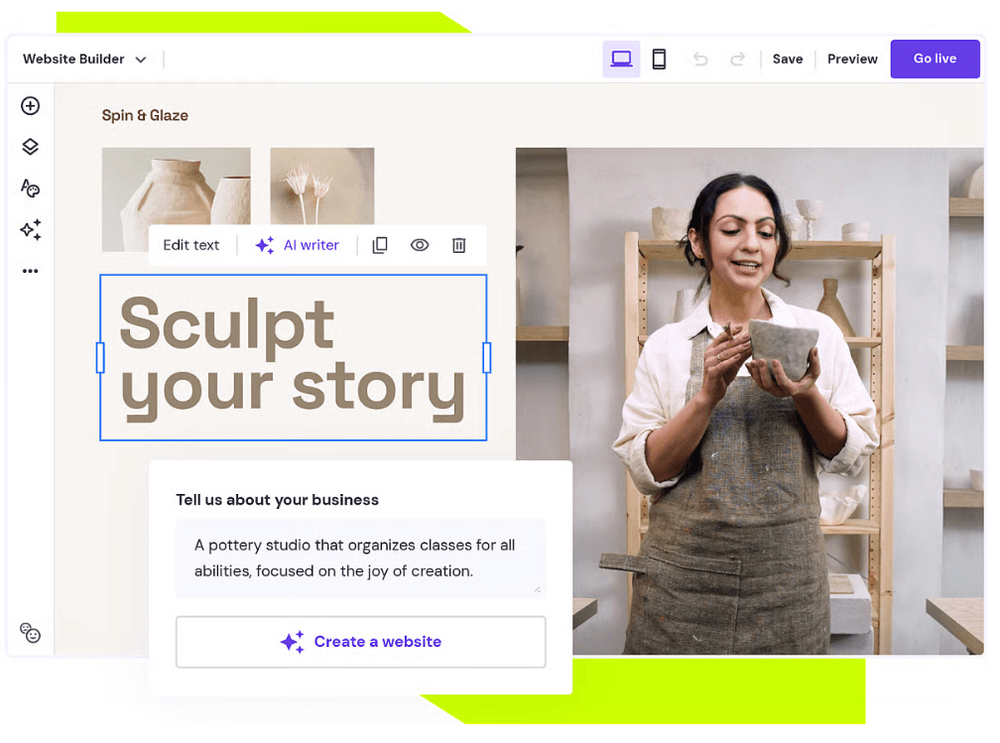 Website Builder
Save
Preview
Go live
Spin & Glaze
Edit text
AI writer
Sculpt
your story
Tell us about your business
A pottery studio that organizes classes for all
abilities, focused on the joy of creation.
Create a website